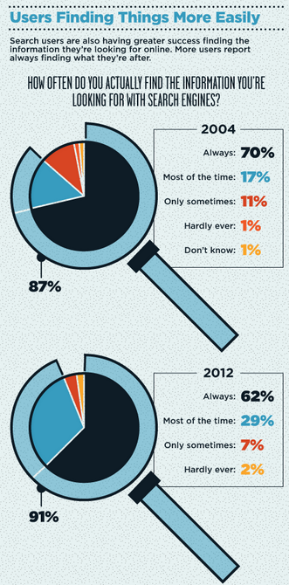 Users Finding Things More Easily
Search users are also having greater success finding the
information they're looking for online. More users report
always finding what they're after.
HOW OFTEN DO YOU ACTUALLY FIND THE INFORMATION YOU'RE
LOOKING FOR WITH SEARCH ENGINES?
2004
Always: 70%
Most of the time: 17%
Only sometimes: 11%
Hardly ever: 1%
Don't know: 1%
87%
2012
Always: 62%
Most of the time: 29%
Only sometimes: 7%
Hardly ever: 2%
91%